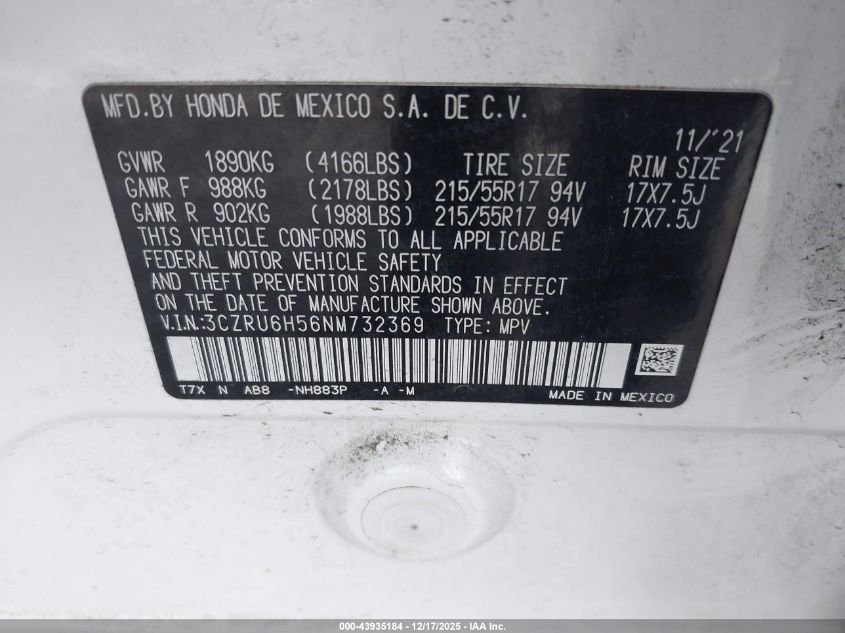 MFD.BY HONDA DE MEXICO S.A. DE C.V.
11/'21
GVWR 1890KG (4166LBS) TIRE SIZE RIM SIZE
GAWR F 988KG (2178LBS) 215/55R17 94V 17X7.5J
GAWR R 902KG (1988LBS) 215/55R17 94V 17X7.5J
THIS VEHICLE CONFORMS TO ALL APPLICABLE
FEDERAL MOTOR VEHICLE SAFETY
AND THEFT PREVENTION STANDARDS IN EFFECT
ON THE DATE OF MANUFACTURE SHOWN ABOVE.
V.I.N:3CZRU6H56NM732369 TYPE: MPV
T7X N AB8 -NH883P -A -M MADE IN MEXICO
000-43935184 - 12/17/2025 - IAA Inc.